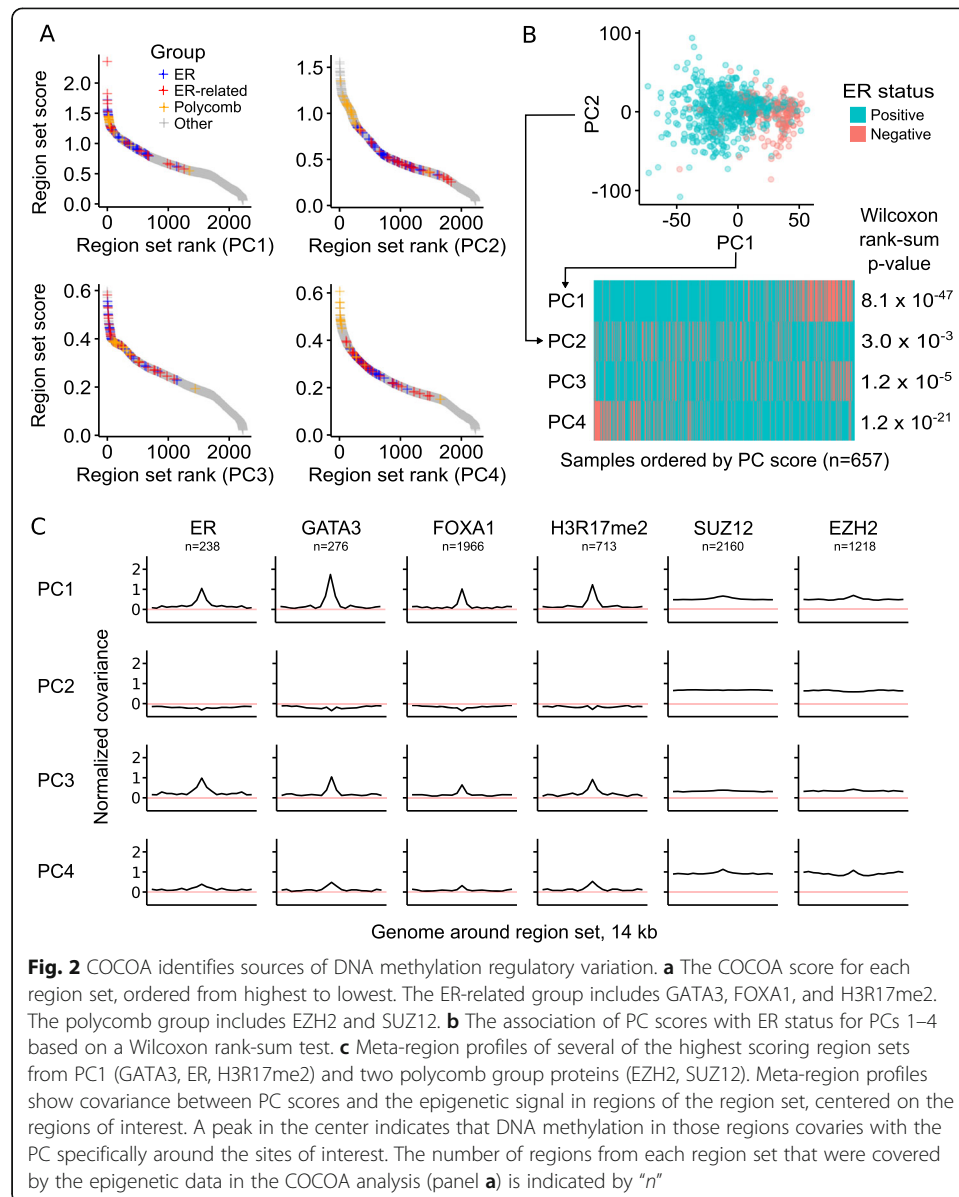 A
Group
ER
ER-related
Polycomb
Other
Region set score
2.0
1.5
1.0
0.5
0.0
0 1000 2000
Region set rank (PC1)
Region set score
1.5
1.0
0.5
0.0
0 1000 2000
Region set rank (PC2)
Region set score
0.6
0.4
0.2
0.0
0 1000 2000
Region set rank (PC3)
Region set score
0.6
0.4
0.2
0.0
0 1000 2000
Region set rank (PC4)
B
PC2
100
0
-100
-50 0 50
PC1
ER status
Positive
Negative
Wilcoxon
rank-sum
p-value
PC1 8.1 x 10-47
PC2 3.0 x 10-3
PC3 1.2 x 10-5
PC4 1.2 x 10-21
Samples ordered by PC score (n=657)
C
ER GATA3 FOXA1 H3R17me2 SUZ12 EZH2
n=238 n=276 n=1966 n=713 n=2160 n=1218
Normalized covariance
PC1
2
1
0
PC2
2
1
0
PC3
2
1
0
PC4
2
1
0
Genome around region set, 14 kb
Fig. 2 COCOA identifies sources of DNA methylation regulatory variation. a The COCOA score for each
region set, ordered from highest to lowest. The ER-related group includes GATA3, FOXA1, and H3R17me2.
The polycomb group includes EZH2 and SUZ12. b The association of PC scores with ER status for PCs 1–4
based on a Wilcoxon rank-sum test. c Meta-region profiles of several of the highest scoring region sets
from PC1 (GATA3, ER, H3R17me2) and two polycomb group proteins (EZH2, SUZ12). Meta-region profiles
show covariance between PC scores and the epigenetic signal in regions of the region set, centered on the
regions of interest. A peak in the center indicates that DNA methylation in those regions covaries with the
PC specifically around the sites of interest. The number of regions from each region set that were covered
by the epigenetic data in the COCOA analysis (panel a) is indicated by “n”